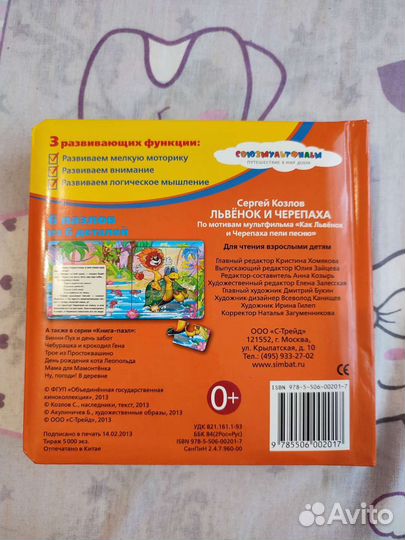 3 развивающих функции:
Развиваем мелкую моторику
Развиваем внимание
Развиваем логическое мышление
СОЮЗМУЛЬТФИЛЬМ
ПУТЕШЕСТВИЕ В МИР ДОБРА
Сергей Козлов
ЛЬВЁНОК И ЧЕРЕПАХА
По мотивам мультфильма «Как Львёнок
и Черепаха пели песню»
Для чтения взрослыми детям
Главный редактор Кристина Хомякова
Выпускающий редактор Юлия Зайцева
Редактор-составитель Анна Козырь
Художественный редактор Елена Залесская
Главный художник Дмитрий Букин
Художник-дизайнер Всеволод Канищев
Художник Ирина Гилеп
Корректор Наталья Загуменникова
ООО «С-Трейд»
121552, г. Москва,
ул. Крылатская, д. 10
Тел.: (495) 933-27-02
www.simbat.ru
6 пазлов
из 6 деталей
А также в серии «Книга-пазл»:
Винни-Пух и день забот
Чебурашка и крокодил Гена
Трое из Простоквашино
День рождения кота Леопольда
Мама для Мамонтёнка
Ну, погоди! В деревне
© ФГУП «Объединённая государственная
киноколлекция», 2013
© Козлов С., наследники, текст, 2013
© Акулиничев Б., художественные образы, 2013
© ООО «С-Трейд», 2013
Подписано в печать 14.02.2013
Тираж 5 000 экз.
Отпечатано в Китае
0+
УДК 821.161.1-93
ББК 84(2Рос=Рус)
ISBN 978-5-506-00201-7
СанПиН 2.4.7.960-00
CE
ISBN 978-5-506-00201-7
9 785506 002017
Avito